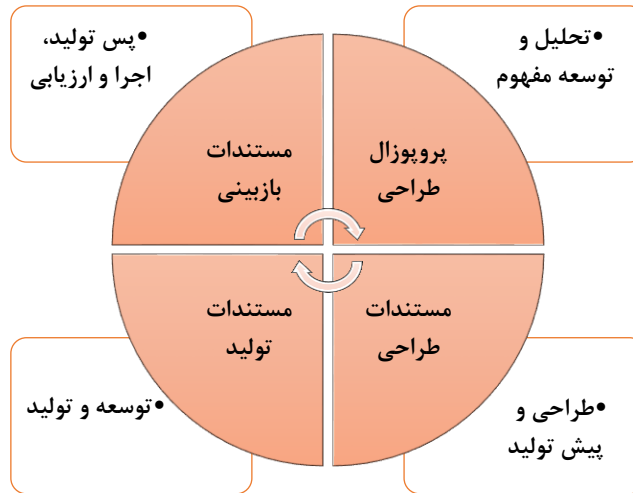 •تحلیل و
توسعه مفهوم
•پس تولید،
اجرا و ارزیابی
پروپوزال
طراحی
مستندات
بازبینی
مستندات
طراحی
مستندات
تولید
•طراحی و
پیش تولید
•توسعه و تولید